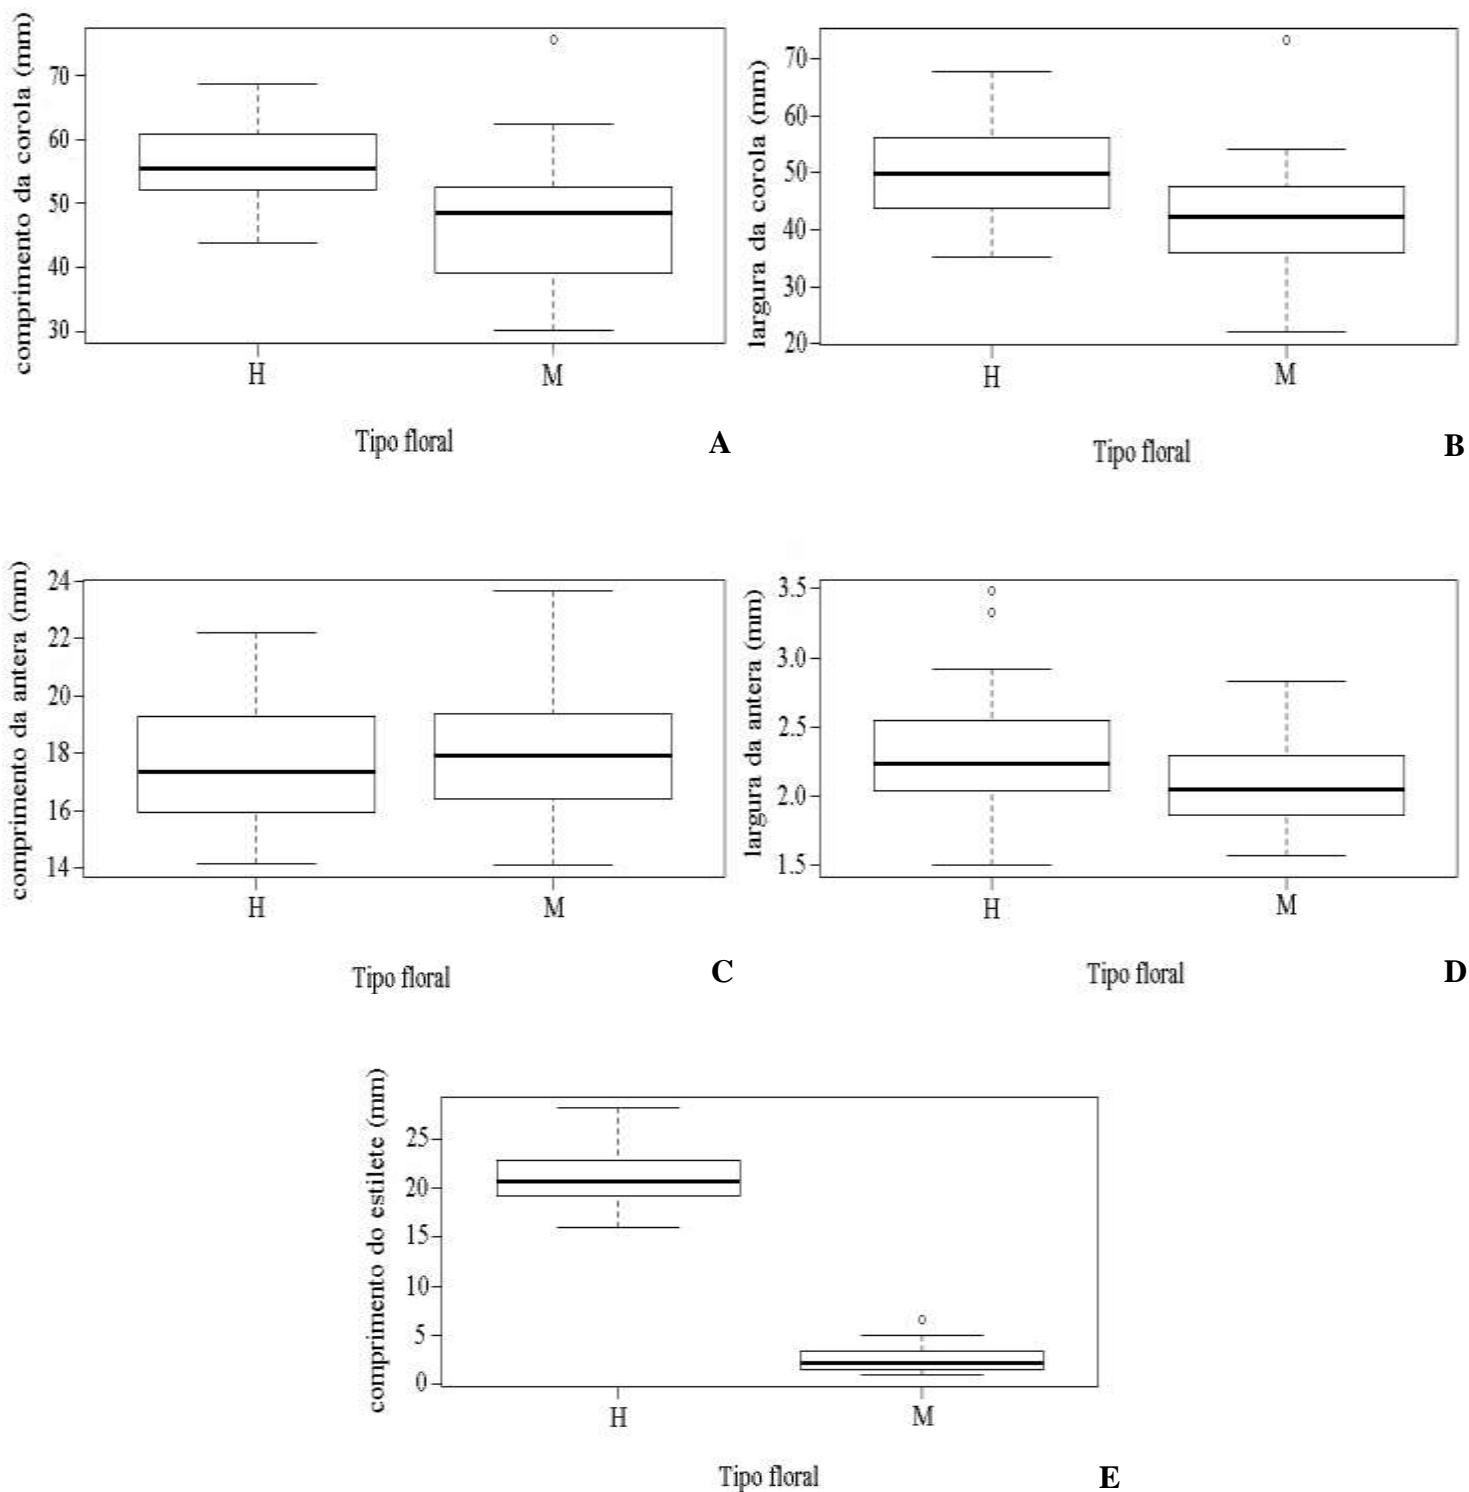 comprimento da corola (mm)
70
60
50
40
30
H
M
Tipo floral
A
largura da corola (mm)
70
60
50
40
30
20
H
M
Tipo floral
B
comprimento da antera (mm)
24
22
20
18
16
14
H
M
Tipo floral
C
largura da antera (mm)
3.5
3.0
2.5
2.0
1.5
H
M
Tipo floral
D
comprimento do estilete (mm)
25
20
15
10
5
0
H
M
Tipo floral
E